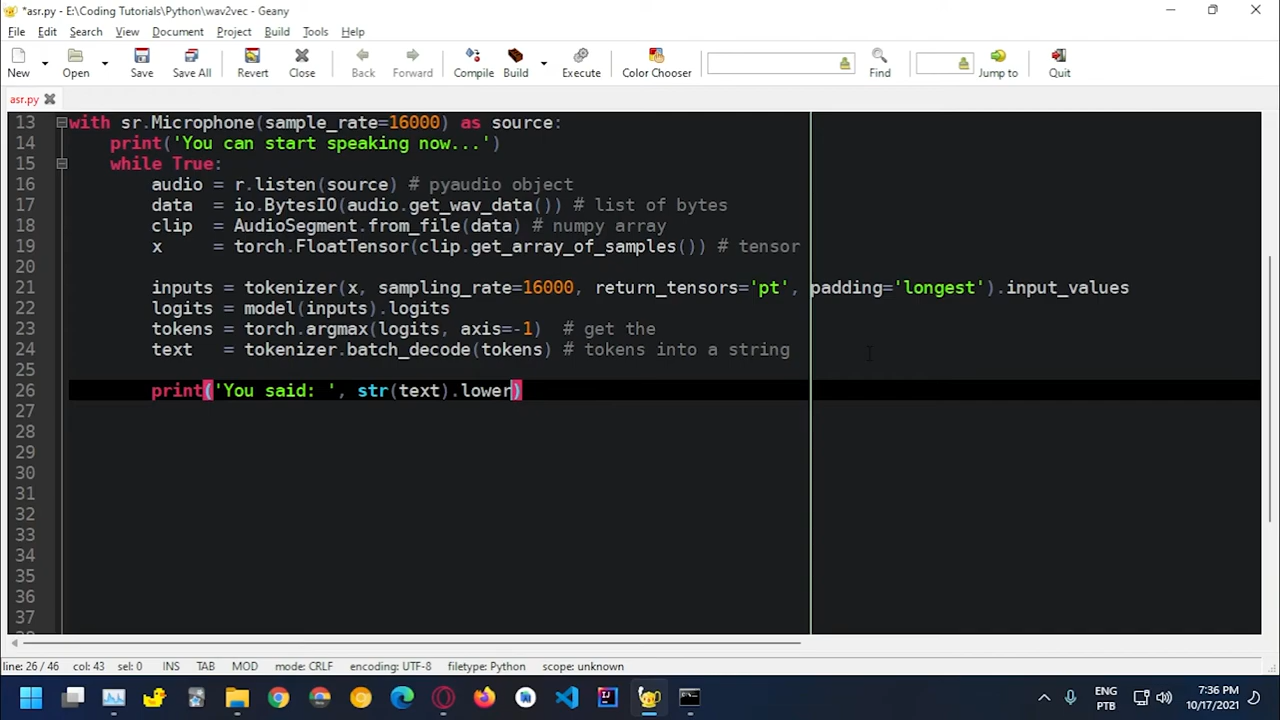 *asr.py - E:\Coding Tutorials\Python\wav2vec - Geany
File Edit Search View Document Project Build Tools Help
New Open Save Save All Revert Close Back Forward Compile Build Execute Color Chooser Find Jump to Quit
asr.py
13 with sr.Microphone(sample_rate=16000) as source:
14 print('You can start speaking now...')
15 while True:
16 audio = r.listen(source) # pyaudio object
17 data = io.BytesIO(audio.get_wav_data()) # list of bytes
18 clip = AudioSegment.from_file(data) # numpy array
19 x = torch.FloatTensor(clip.get_array_of_samples()) # tensor
20
21 inputs = tokenizer(x, sampling_rate=16000, return_tensors='pt', padding='longest').input_values
22 logits = model(inputs).logits
23 tokens = torch.argmax(logits, axis=-1) # get the
24 text = tokenizer.batch_decode(tokens) # tokens into a string
25
26 print('You said: ', str(text).lower)
27
28
29
30
31
32
33
34
35
36
37
line: 26 / 46 col: 43 sel: 0 INS TAB MOD mode: CRLF encoding: UTF-8 filetype: Python scope: unknown
ENG 7:36 PM
PTB 10/17/2021